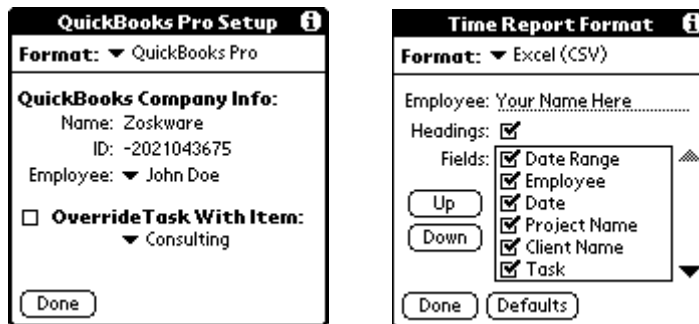 QuickBooks Pro Setup
Format: QuickBooks Pro
QuickBooks Company Info:
Name: Zoskware
ID: -2021043675
Employee: John Doe
OverrideTask With Item:
Consulting
Done
Time Report Format
Format: Excel (CSV)
Employee: Your Name Here
Headings:
Fields: Date Range
Employee
Up
Date
Project Name
Down
Client Name
Task
Done Defaults